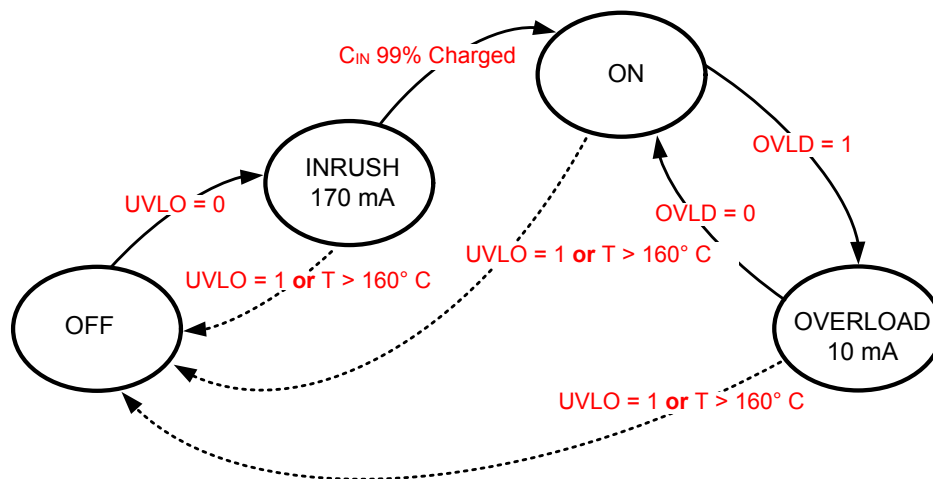 C_IN 99% Charged
ON
OVLD = 1
INRUSH
170 mA
UVLO = 0
OVLD = 0
UVLO = 1 or T > 160° C
UVLO = 1 or T > 160° C
OFF
OVERLOAD
10 mA
UVLO = 1 or T > 160° C